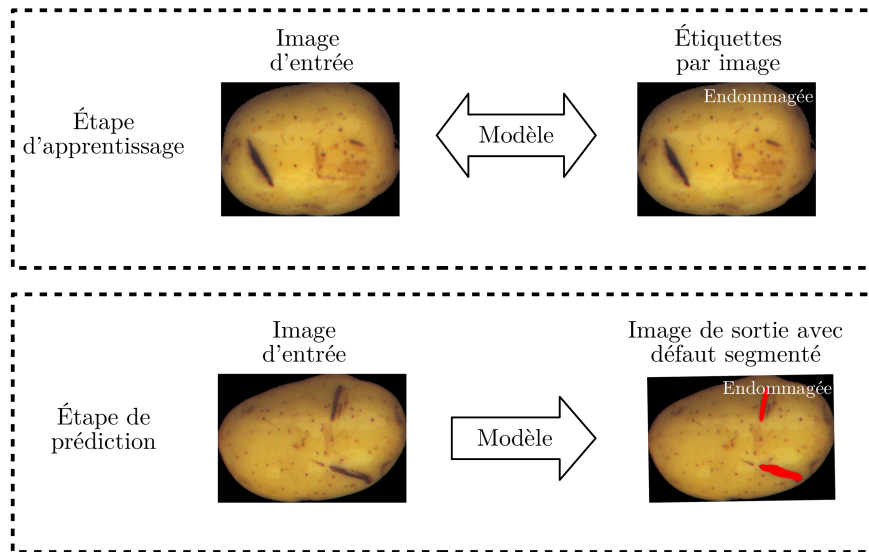 Image
d'entrée
Étiquettes
par image
Endommagée
Étape
d'apprentissage
Modèle
Image
d'entrée
Image de sortie avec
défaut segmenté
Endommagée
Étape de
prédiction
Modèle